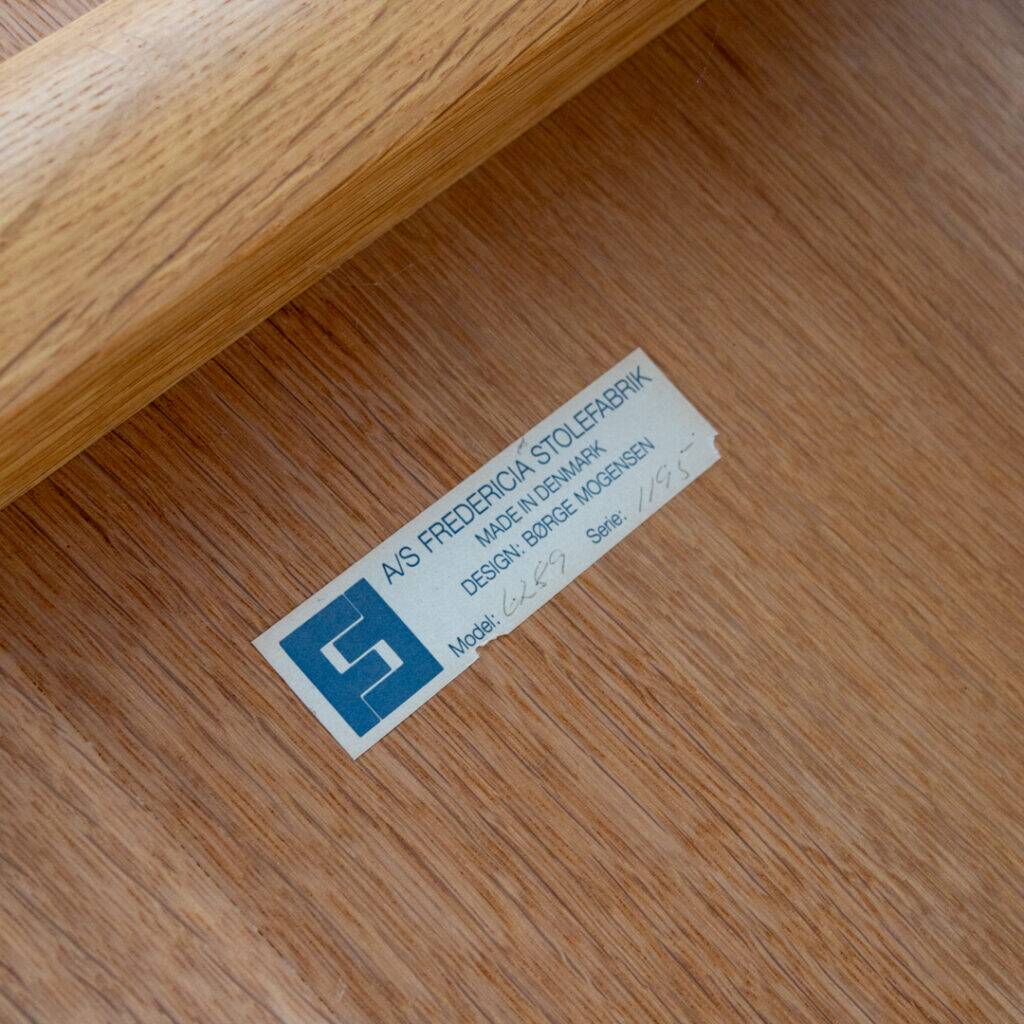 A/S FREDERICIA STOLEFABRIK
MADE IN DENMARK
DESIGN: BØRGE MOGENSEN
Model: 6289 Serie: 1195